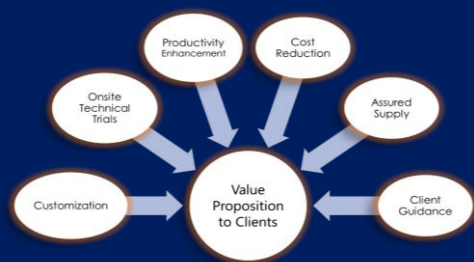 Productivity
Enhancement
Cost
Reduction
Onsite
Technical
Trials
Assured
Supply
Customization
Value
Proposition
to Clients
Client
Guidance